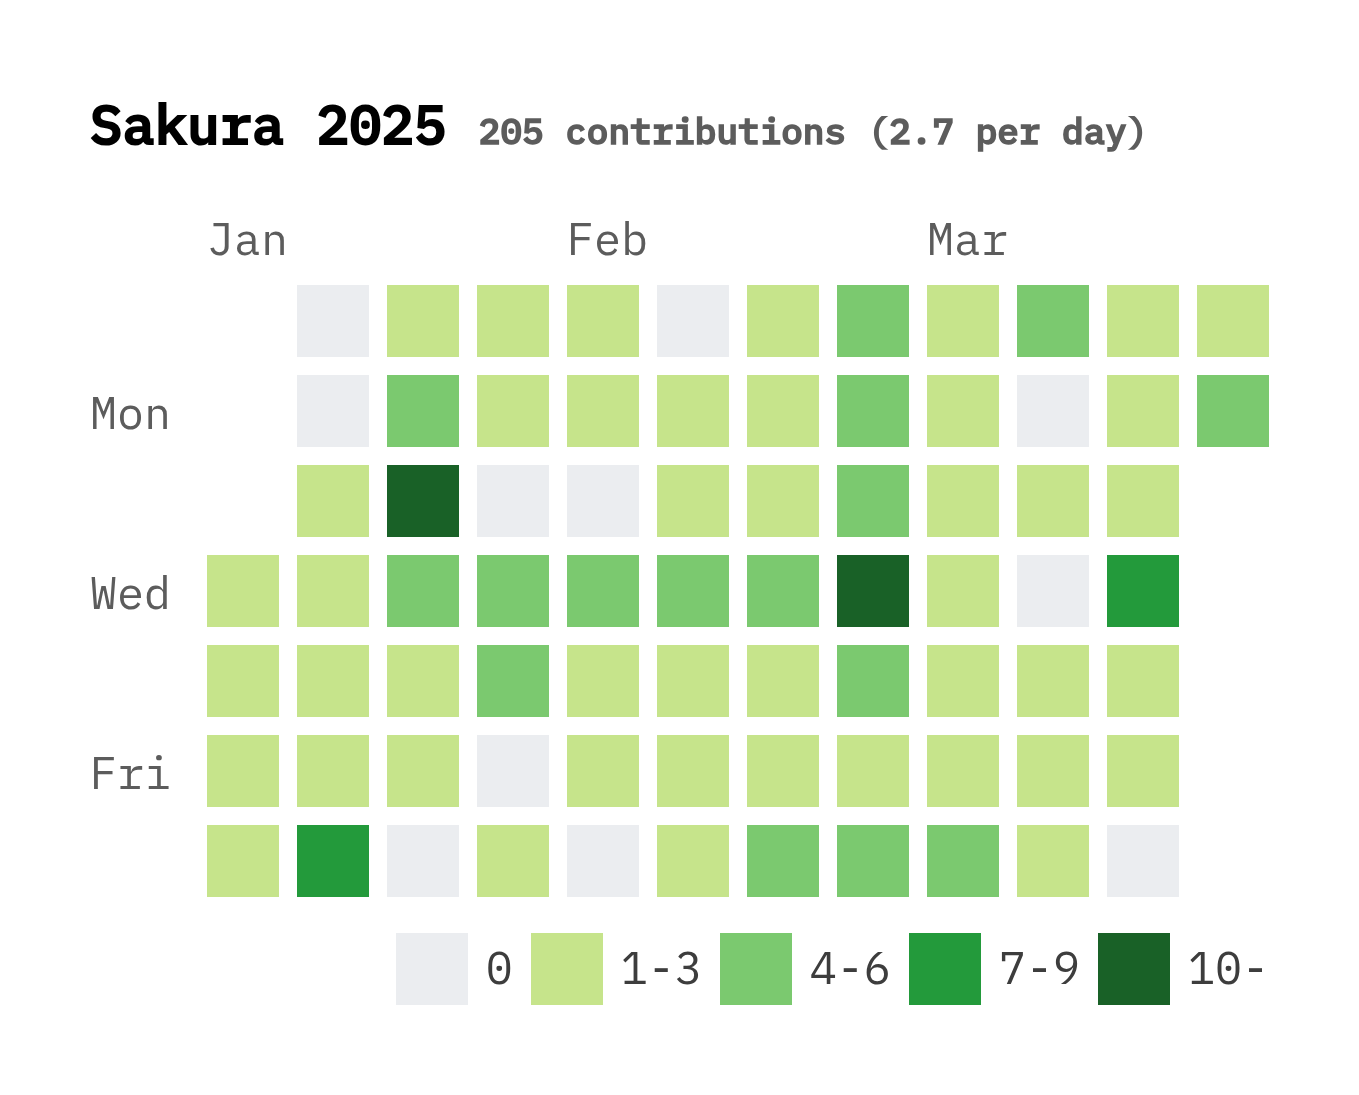 Sakura 2025 205 contributions (2.7 per day)
Jan Feb Mar
Mon
Wed
Fri
0 1-3 4-6 7-9 10-